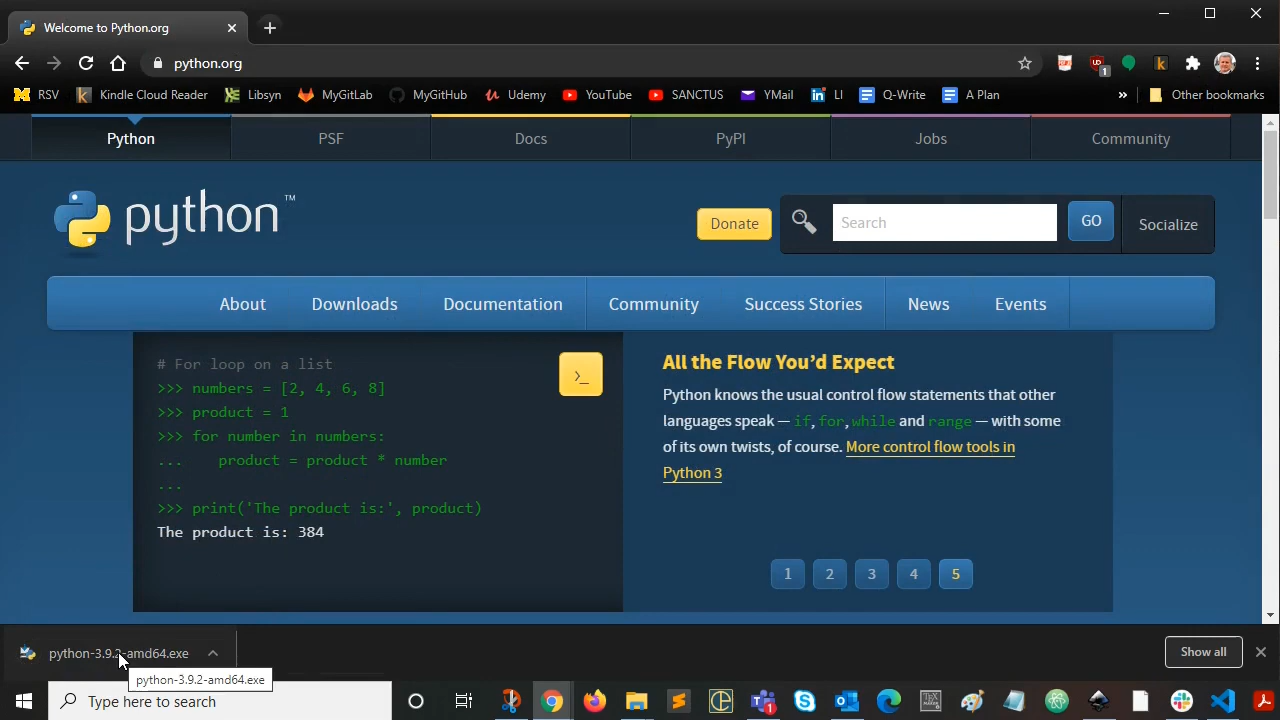 Welcome to Python.org
python.org
1
RSV
Kindle Cloud Reader
Libsyn
MyGitLab
MyGitHub
Udemy
YouTube
SANCTUS
YMail
LI
Q-Write
A Plan
»
Other bookmarks
Python
PSF
Docs
PyPI
Jobs
Community
python™
Donate
Search
GO
Socialize
About
Downloads
Documentation
Community
Success Stories
News
Events
# For loop on a list
>>> numbers = [2, 4, 6, 8]
>>> product = 1
>>> for number in numbers:
...    product = product * number
...
>>> print('The product is:', product)
The product is: 384
>_
All the Flow You’d Expect
Python knows the usual control flow statements that other
languages speak — if, for, while and range — with some
of its own twists, of course. More control flow tools in
Python 3
1
2
3
4
5
python-3.9.2-amd64.exe
Show all
python-3.9.2-amd64.exe
Type here to search
1